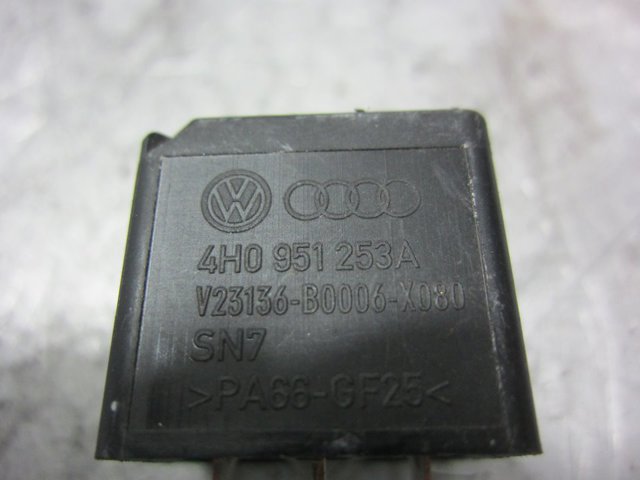 4H0 951 253A
V23136-B0006-X080
SN7
>PA66-GF25<